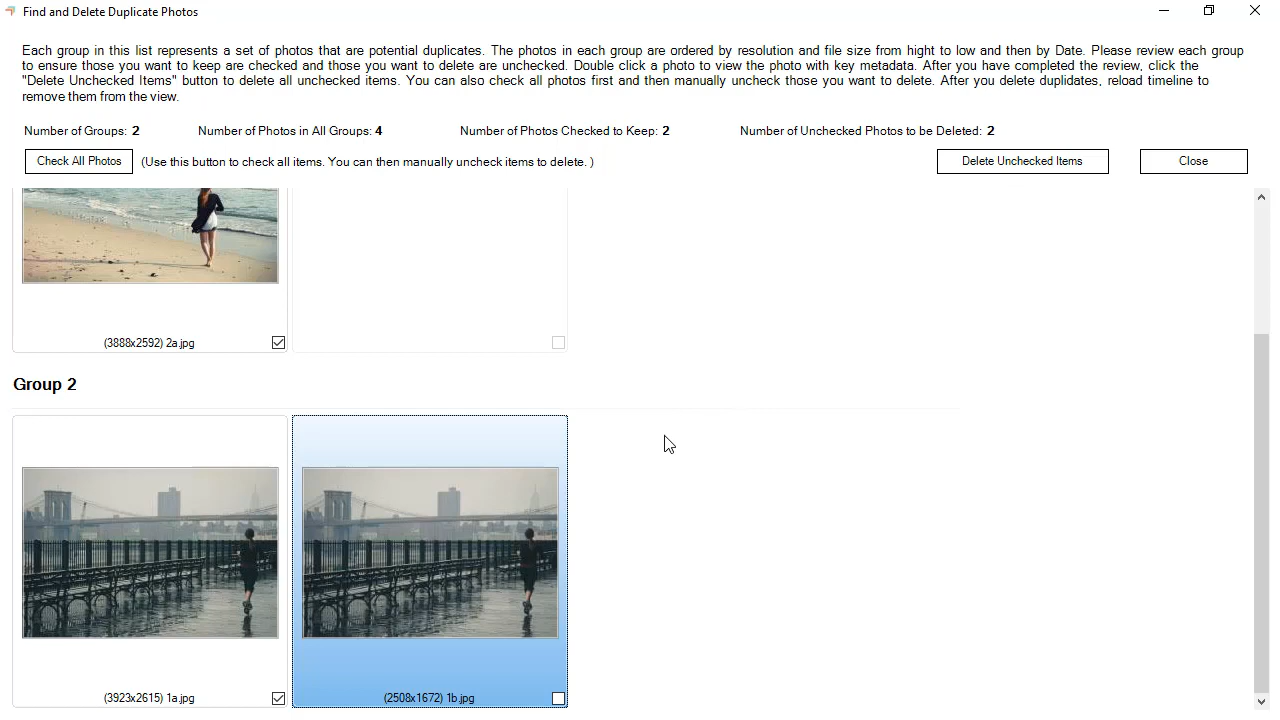 Find and Delete Duplicate Photos
Each group in this list represents a set of photos that are potential duplicates. The photos in each group are ordered by resolution and file size from hight to low and then by Date. Please review each group
to ensure those you want to keep are checked and those you want to delete are unchecked. Double click a photo to view the photo with key metadata. After you have completed the review, click the
"Delete Unchecked Items" button to delete all unchecked items. You can also check all photos first and then manually uncheck those you want to delete. After you delete duplidates, reload timeline to
remove them from the view.
Number of Groups: 2 Number of Photos in All Groups: 4 Number of Photos Checked to Keep: 2 Number of Unchecked Photos to be Deleted: 2
Check All Photos (Use this button to check all items. You can then manually uncheck items to delete. ) Delete Unchecked Items Close
(3888x2592) 2a.jpg
Group 2
(3923x2615) 1a.jpg (2508x1672) 1b.jpg